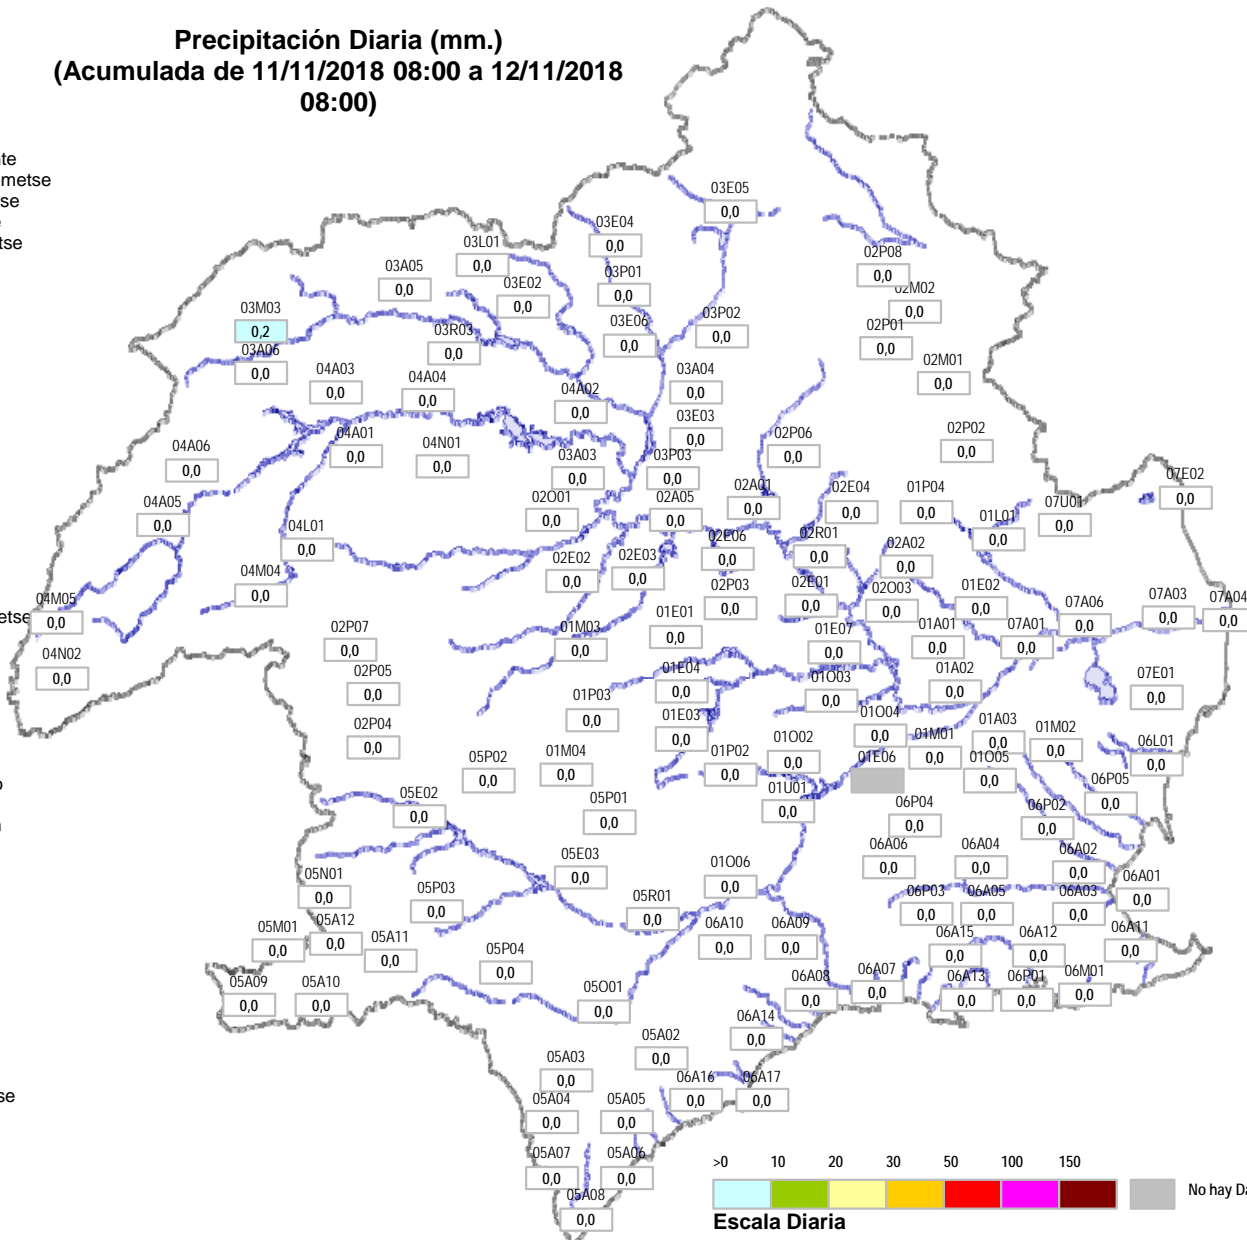 Precipitación Diaria (mm.)
(Acumulada de 11/11/2018 08:00 a 12/11/2018
08:00)
te
metse
se
tse
03E05
0,0
03E04
0,0
03L01
0,0
02P08
0,0
03A05
0,0
03P01
0,0
03E02
0,0
02M02
0,0
03M03
0,2
03P02
0,0
03E06
0,0
03R03
0,0
02P01
0,0
03A06
0,0
04A03
0,0
04A04
0,0
04A02
0,0
03A04
0,0
02M01
0,0
03E03
0,0
04A06
0,0
04A01
0,0
04N01
0,0
02P06
0,0
02P02
0,0
03A03
0,0
03P03
0,0
07E02
0,0
04A05
0,0
02O01
0,0
02A05
0,0
02A01
0,0
02E04
0,0
01P04
0,0
01L01
0,0
07U01
0,0
04L01
0,0
02E06
0,0
02R01
0,0
02A02
0,0
02E02
0,0
02E03
0,0
04M04
0,0
02P03
0,0
02E01
0,0
02O03
0,0
01E02
0,0
04M05
0,0
etse
07A06
0,0
07A03
0,0
07A04
0,0
02P07
0,0
01M03
0,0
01E01
0,0
01E07
0,0
01A01
0,0
07A01
0,0
04N02
0,0
02P05
0,0
01E04
0,0
01O03
0,0
01A02
0,0
07E01
0,0
01P03
0,0
02P04
0,0
01E03
0,0
01O04
0,0
01M01
0,0
01A03
0,0
01M02
0,0
06L01
0,0
05P02
0,0
01M04
0,0
01P02
0,0
01O02
0,0
01E06
01O05
0,0
05E02
0,0
05P01
0,0
01U01
0,0
06P04
0,0
06P02
0,0
06P05
0,0
05E03
0,0
06A06
0,0
06A04
0,0
06A02
0,0
05N01
0,0
05P03
0,0
01O06
0,0
06P03
0,0
06A05
0,0
06A03
0,0
06A01
0,0
05R01
0,0
05M01
0,0
05A12
0,0
05A11
0,0
06A10
0,0
06A09
0,0
06A15
0,0
06A12
0,0
06A11
0,0
05P04
0,0
05A09
0,0
05A10
0,0
05O01
0,0
06A08
0,0
06A07
0,0
06A13
0,0
06P01
0,0
06M01
0,0
06A14
0,0
05A02
0,0
05A03
0,0
06A16
0,0
06A17
0,0
se
05A04
0,0
05A05
0,0
05A07
0,0
05A06
0,0
05A08
0,0
>0 10 20 30 50 100 150
No hay Da
Escala Diaria